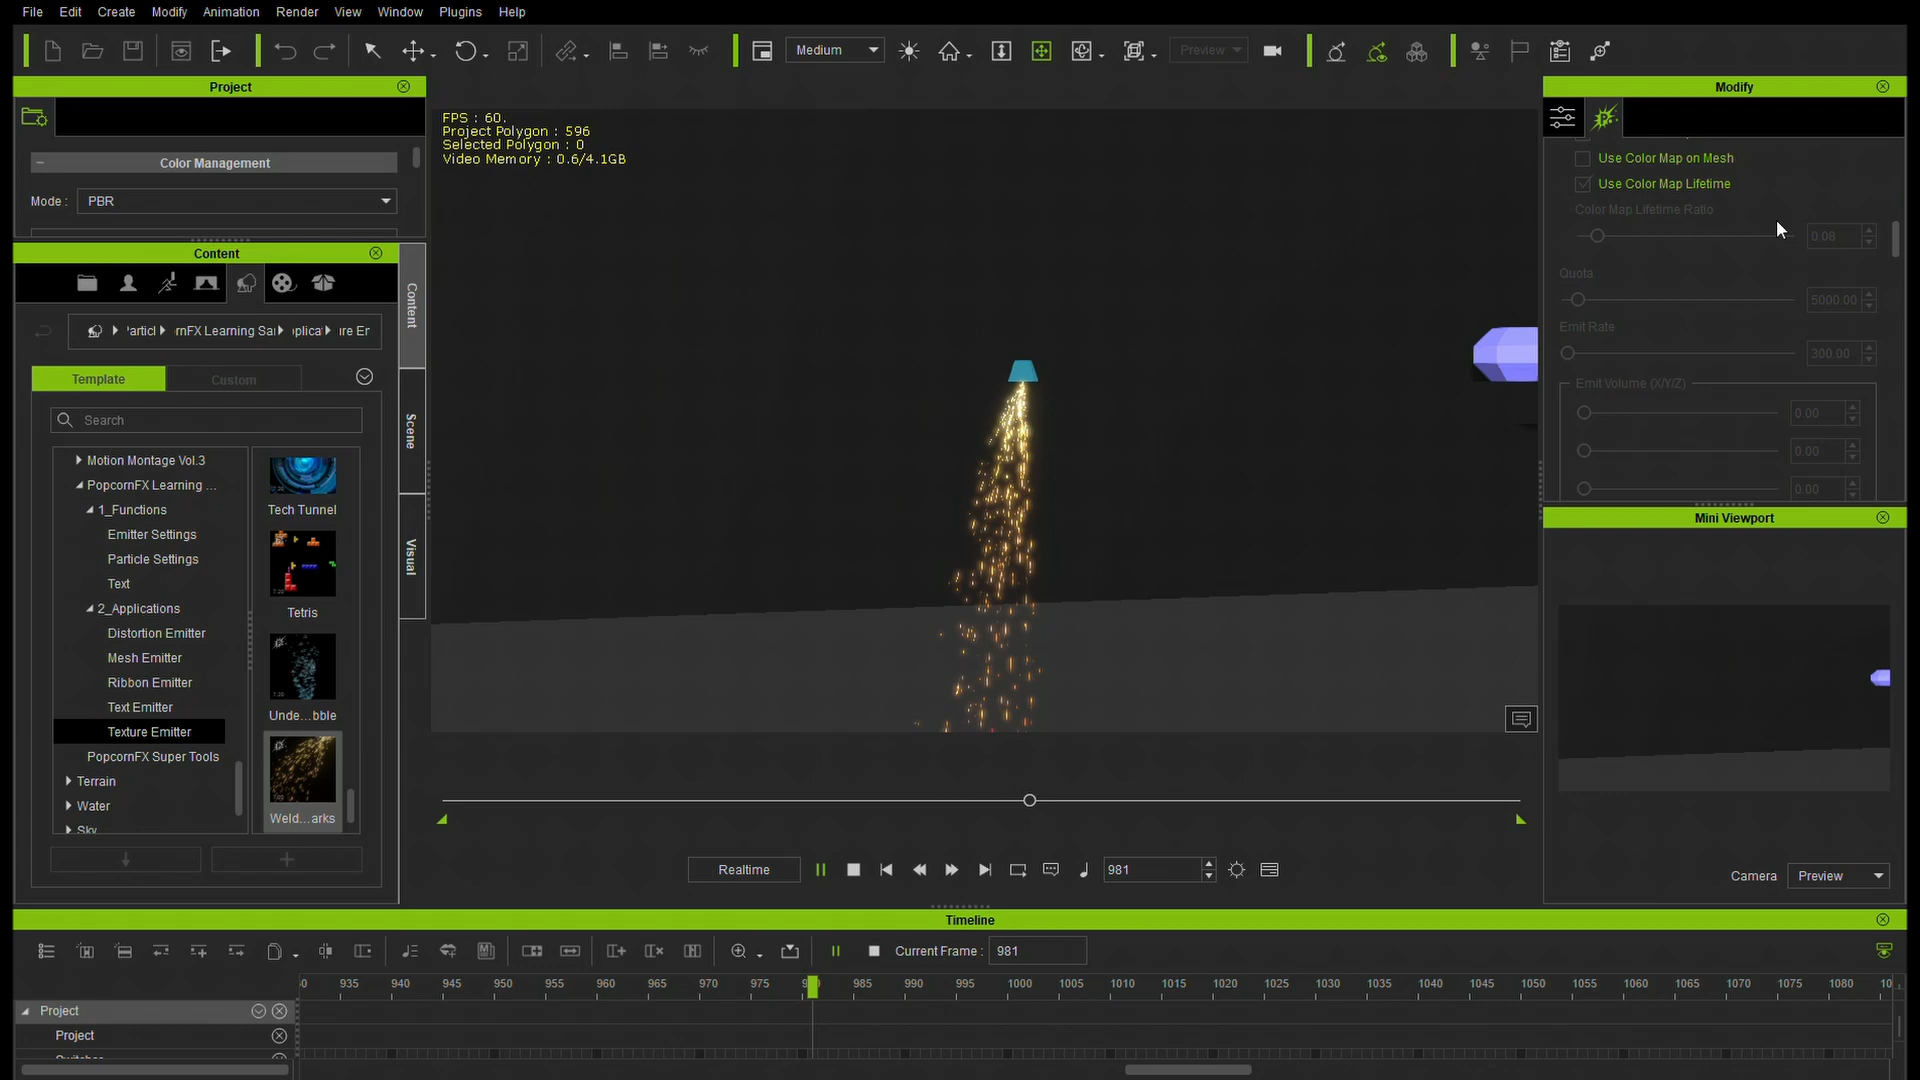 File Edit Create Modify Animation Render View Window Plugins Help
Medium
Preview
Project
Color Management
Mode : PBR
Content
'articl rnFX Learning Sai plicat ire Er
Template Custom
Search
Motion Montage Vol.3
PopcornFX Learning ...
1_Functions
Emitter Settings
Particle Settings
Text
2_Applications
Distortion Emitter
Mesh Emitter
Ribbon Emitter
Text Emitter
Texture Emitter
PopcornFX Super Tools
Terrain
Water
Sky
Tech Tunnel
Tetris
Unde...bble
Weld...arks
Content
Scene
Visual
FPS : 60.
Project Polygon : 596
Selected Polygon : 0
Video Memory : 0.6/4.1GB
Realtime
981
Modify
Use Color Map on Mesh
Use Color Map Lifetime
Color Map Lifetime Ratio
0.08
Quota
5000.00
Emit Rate
300.00
Emit Volume (X/Y/Z)
0.00
0.00
0.00
Mini Viewport
Camera Preview
Timeline
Current Frame : 981
935 940 945 950 955 960 965 970 975 985 990 995 1000 1005 1010 1015 1020 1025 1030 1035 1040 1045 1050 1055 1060 1065 1070 1075 1080
Project
Project